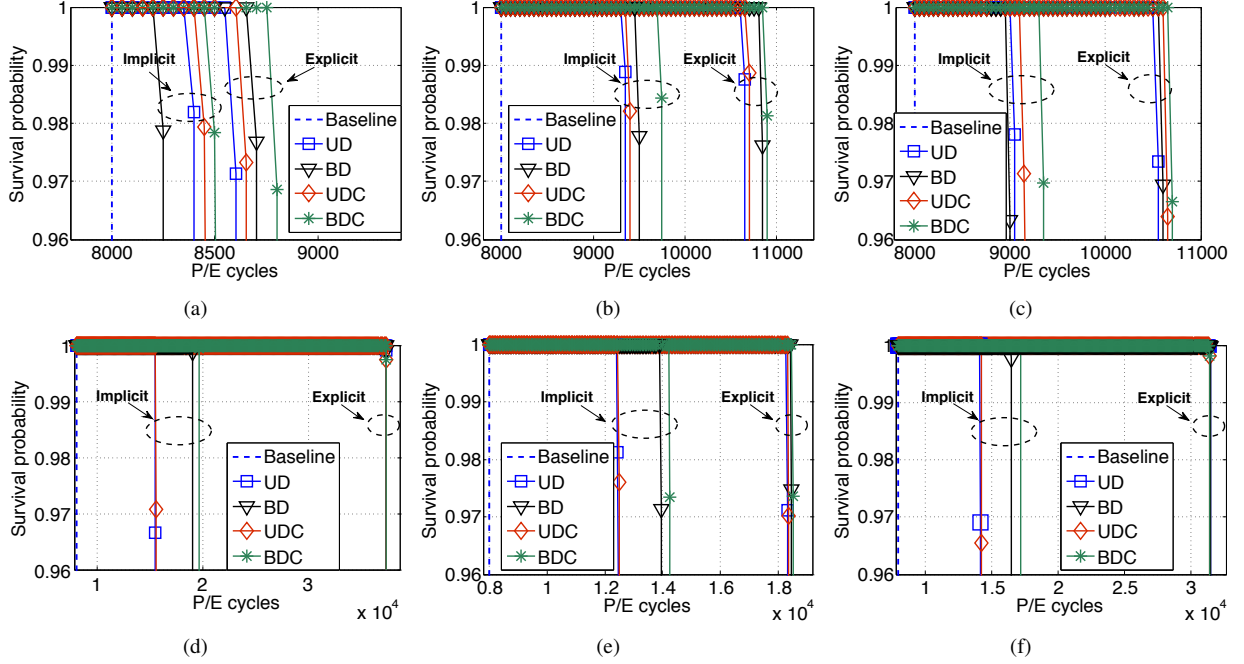 1
0.99
0.98
0.97
0.96
Survival probability
Implicit
Explicit
Baseline
UD
BD
UDC
BDC
8000 8500 9000
P/E cycles
(a)
1
0.99
0.98
0.97
0.96
Survival probability
Implicit
Explicit
Baseline
UD
BD
UDC
BDC
8000 9000 10000 11000
P/E cycles
(b)
1
0.99
0.98
0.97
0.96
Survival probability
Implicit
Explicit
Baseline
UD
BD
UDC
BDC
8000 9000 10000 11000
P/E cycles
(c)
1
0.99
0.98
0.97
0.96
Survival probability
Implicit
Explicit
Baseline
UD
BD
UDC
BDC
1 2 3
P/E cycles
x 10^4
(d)
1
0.99
0.98
0.97
0.96
Survival probability
Implicit
Explicit
Baseline
UD
BD
UDC
BDC
0.8 1 1.2 1.4 1.6 1.8
P/E cycles
x 10^4
(e)
1
0.99
0.98
0.97
0.96
Survival probability
Implicit
Explicit
Baseline
UD
BD
UDC
BDC
1 1.5 2 2.5 3
P/E cycles
x 10^4
(f)